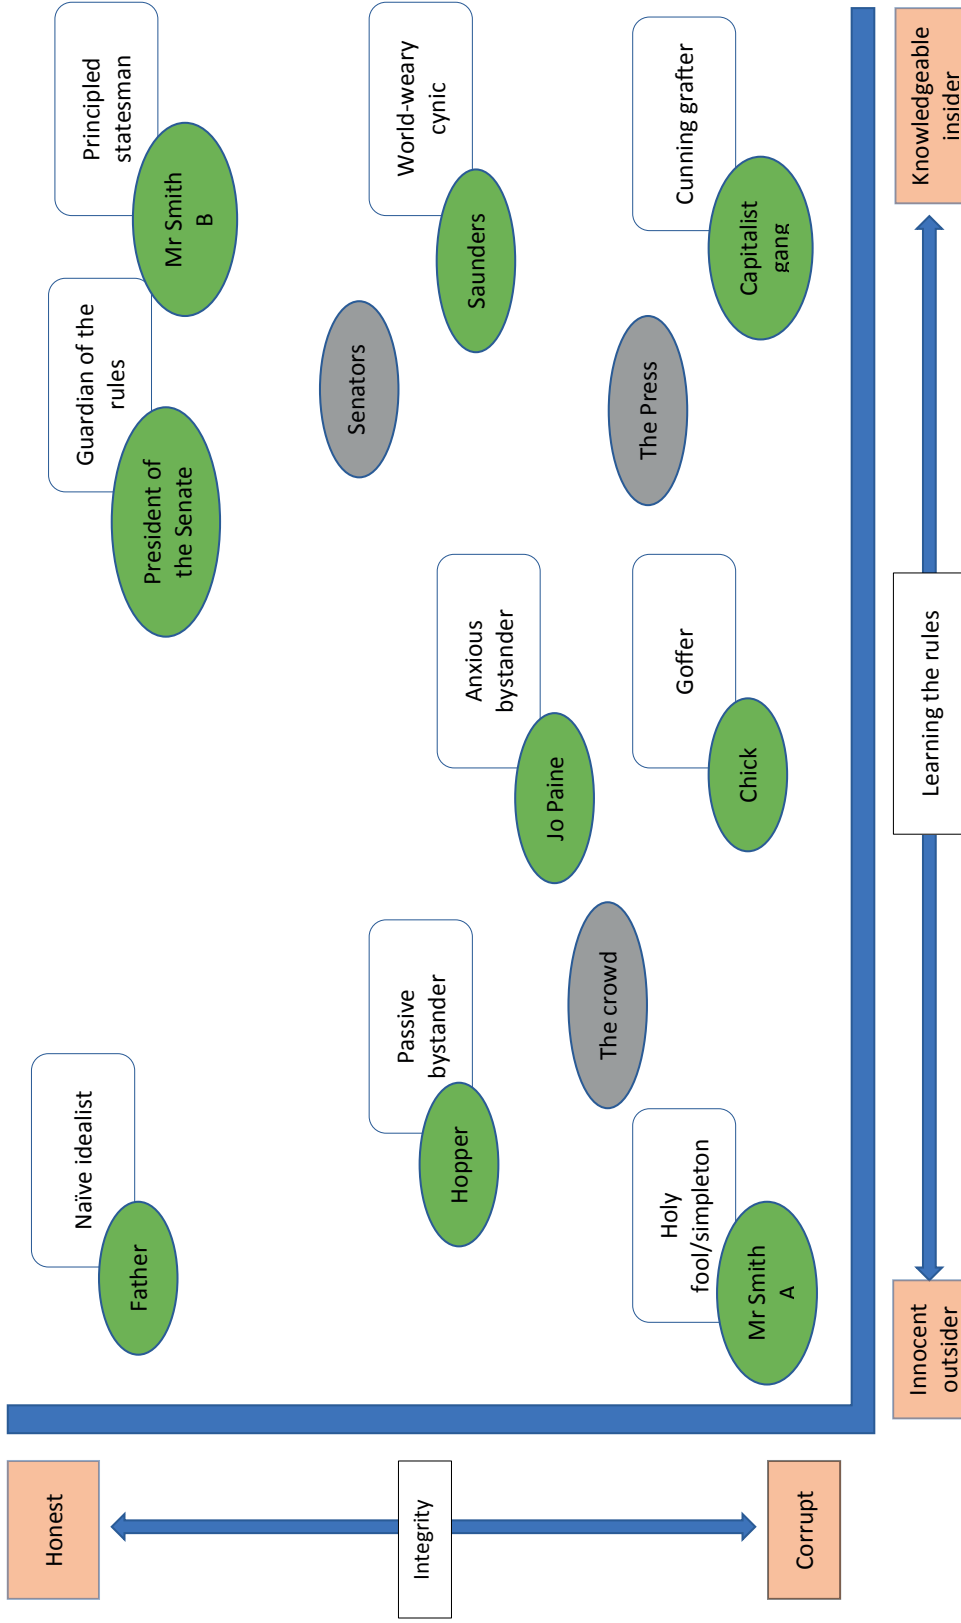 Honest
Integrity
Corrupt
Naïve idealist
Father
Guardian of the
rules
President of
the Senate
Principled
statesman
Mr Smith
B
Passive
bystander
Hopper
Senators
World-weary
cynic
Saunders
Anxious
bystander
Jo Paine
The crowd
The Press
Holy
fool/simpleton
Mr Smith
A
Goffer
Chick
Cunning grafter
Capitalist
gang
Innocent
outsider
Learning the rules
Knowledgeable
insider